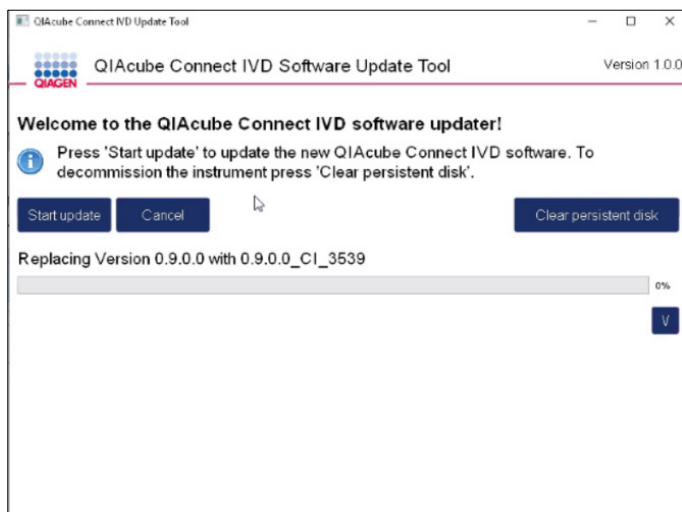 QIAcube Connect IVD Update Tool
QIAGEN
QIAcube Connect IVD Software Update Tool
Version 1.0.0
Welcome to the QIAcube Connect IVD software updater!
Press 'Start update' to update the new QIAcube Connect IVD software. To
decommission the instrument press 'Clear persistent disk'.
Start update
Cancel
Clear persistent disk
Replacing Version 0.9.0.0 with 0.9.0.0_CI_3539
0%
V